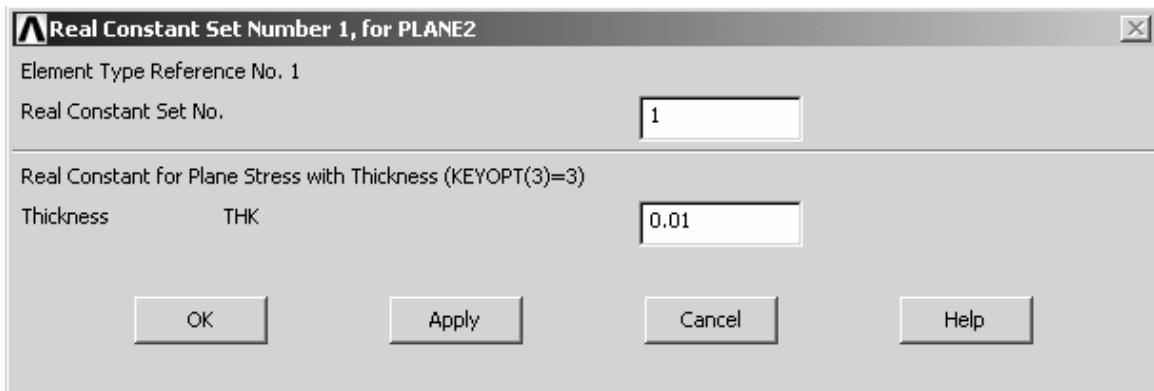 Real Constant Set Number 1, for PLANE2
Element Type Reference No. 1
Real Constant Set No. 1
Real Constant for Plane Stress with Thickness (KEYOPT(3)=3)
Thickness THK 0.01
OK Apply Cancel Help